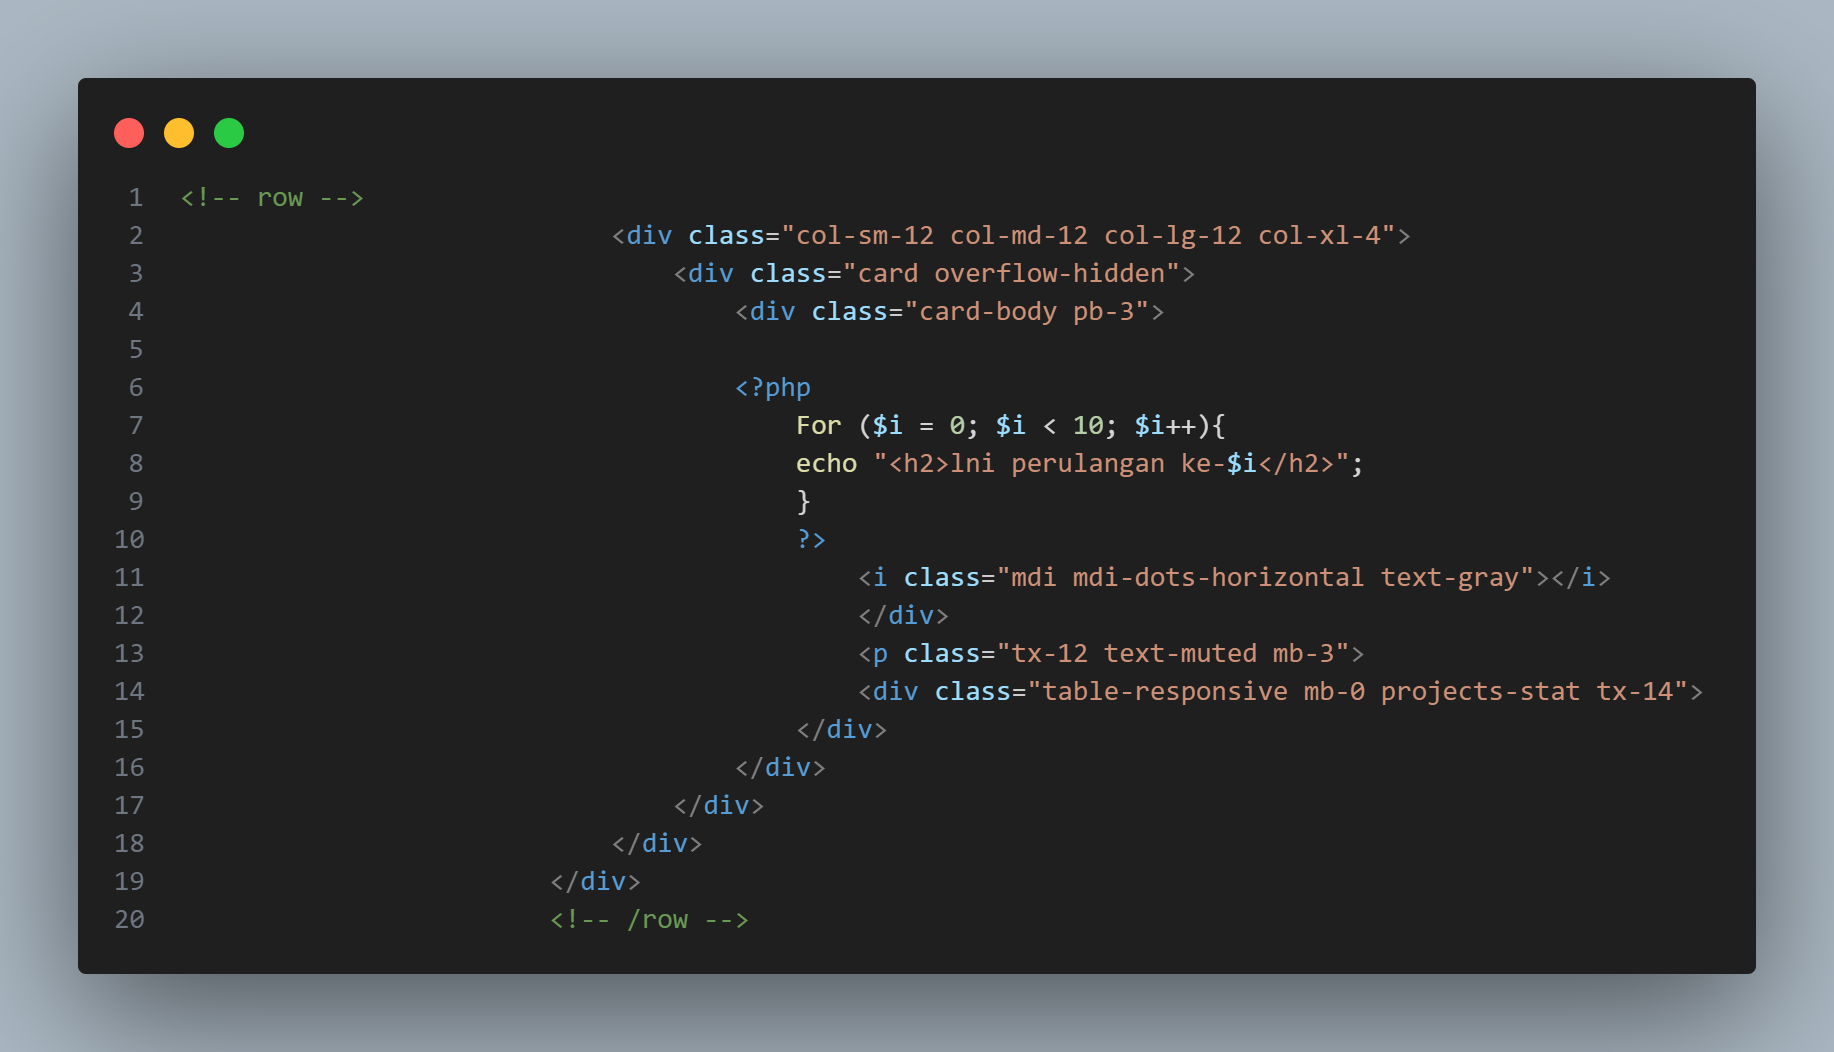 1 <!-- row -->
2 <div class="col-sm-12 col-md-12 col-lg-12 col-xl-4">
3 <div class="card overflow-hidden">
4 <div class="card-body pb-3">
5
6 <?php
7 For ($i = 0; $i < 10; $i++){
8 echo "<h2>lni perulangan ke-$i</h2>";
9 }
10 ?>
11 <i class="mdi mdi-dots-horizontal text-gray"></i>
12 </div>
13 <p class="tx-12 text-muted mb-3">
14 <div class="table-responsive mb-0 projects-stat tx-14">
15 </div>
16 </div>
17 </div>
18 </div>
19 </div>
20 <!-- /row -->